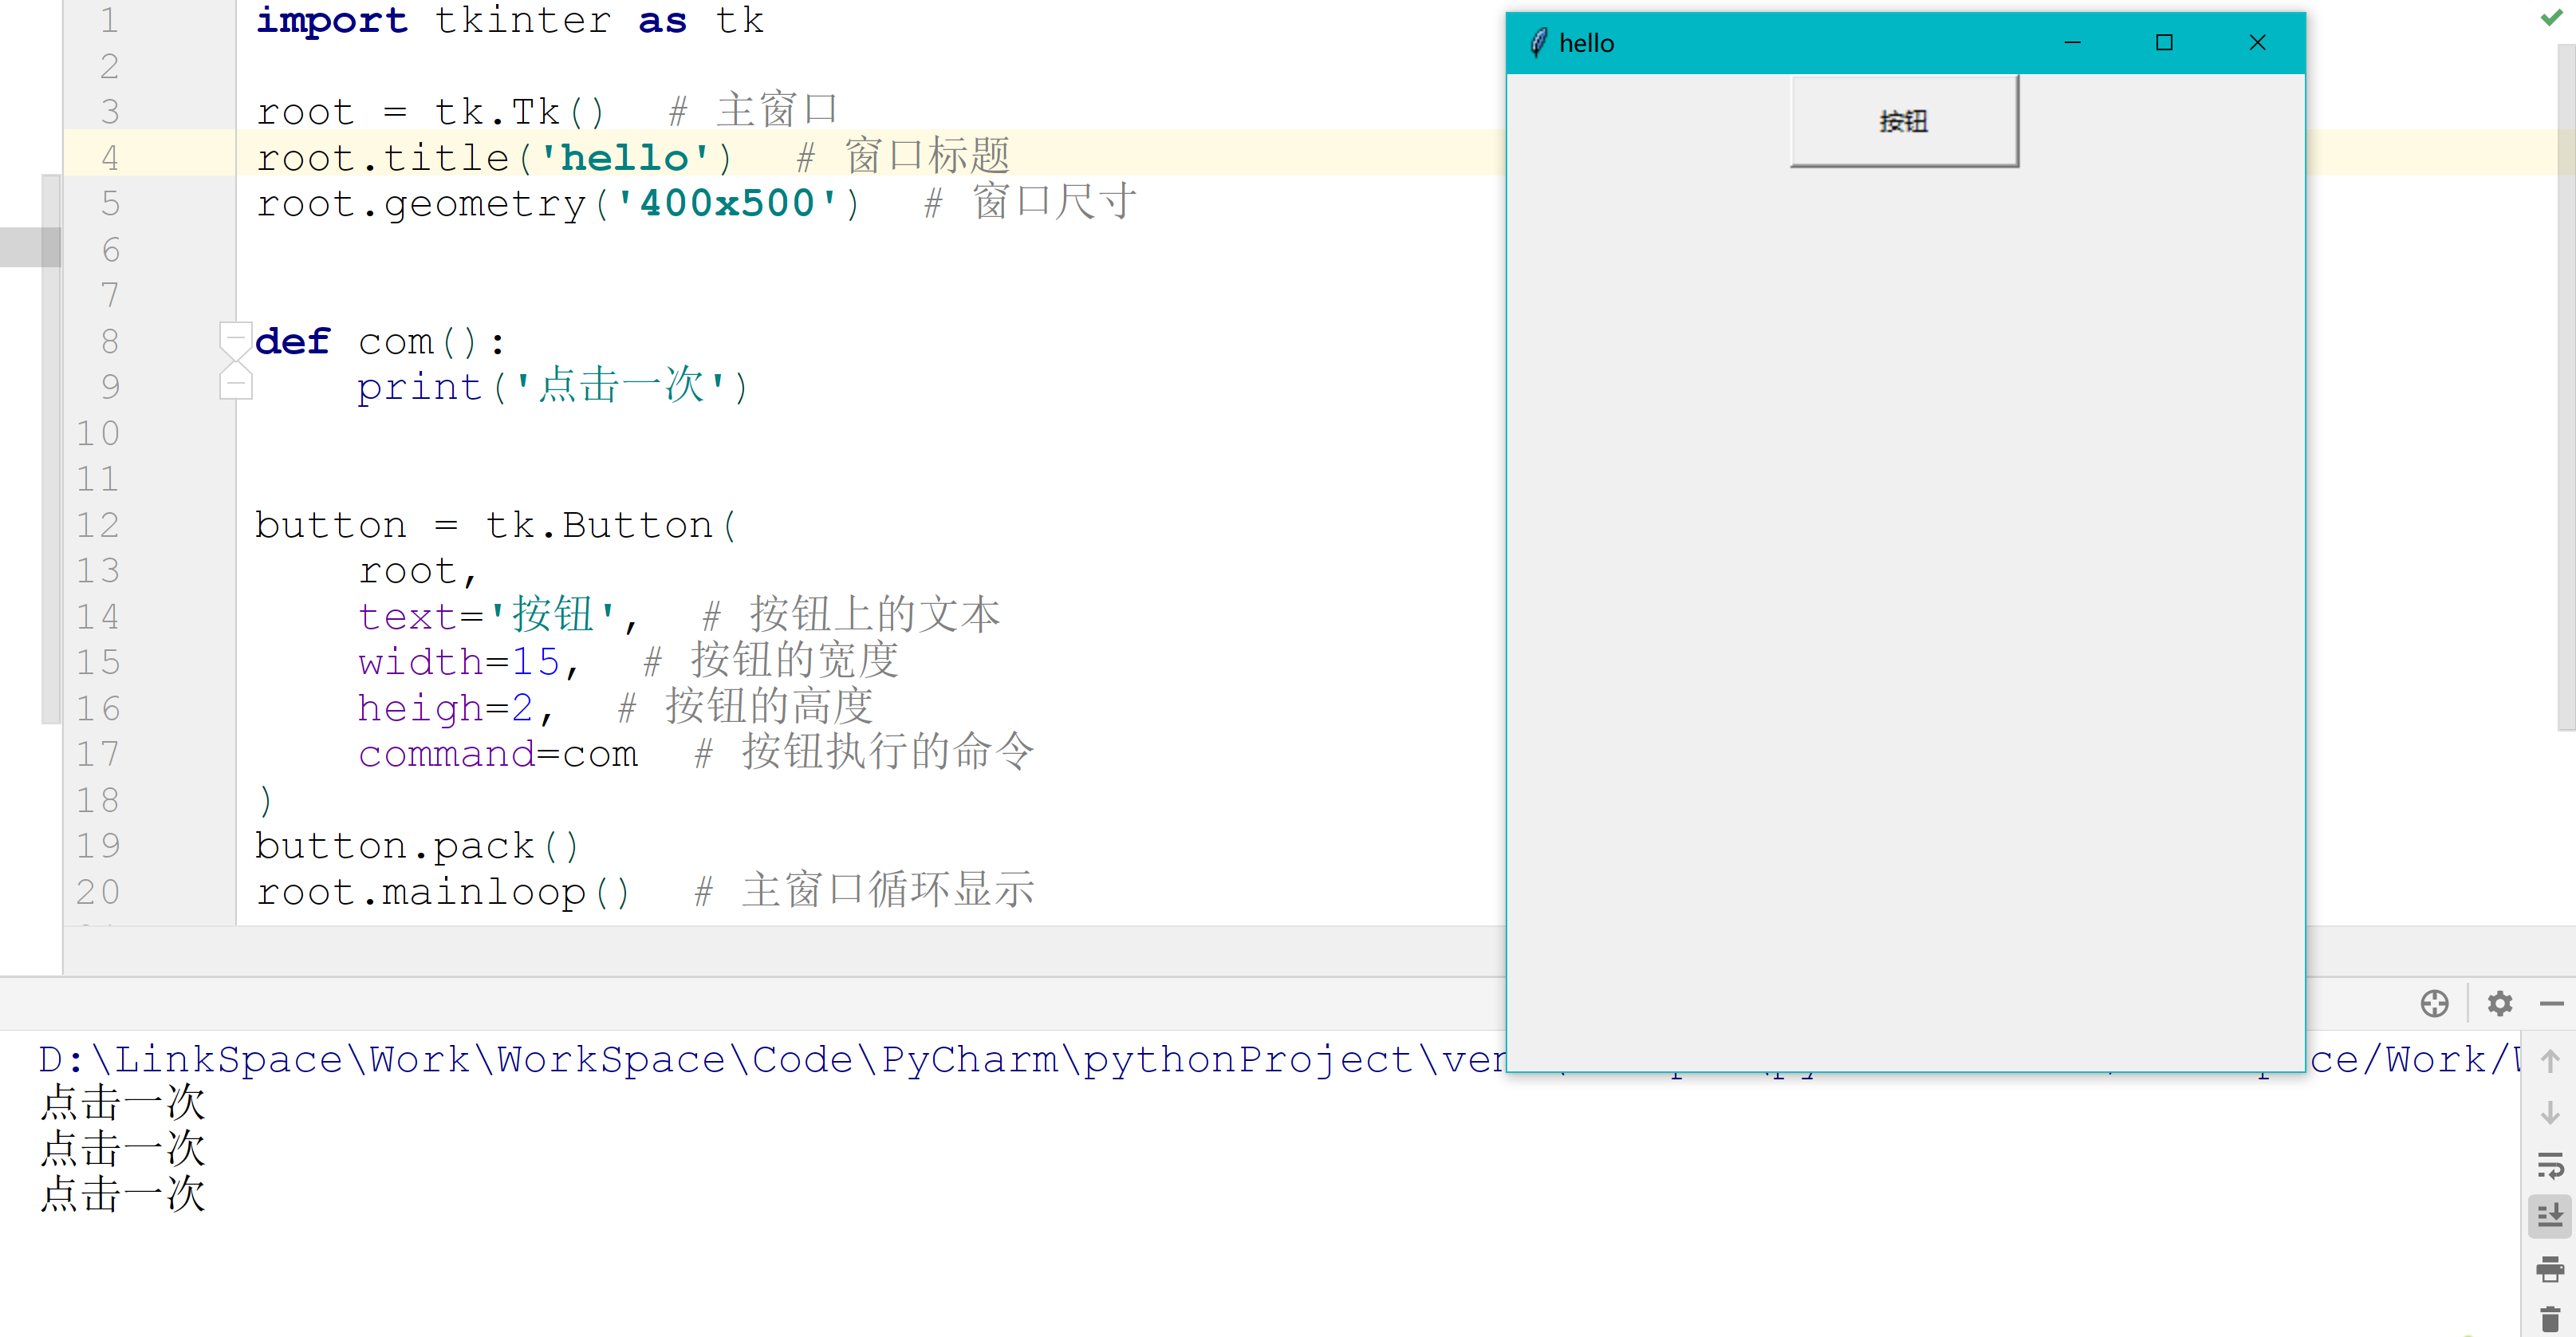 1 import tkinter as tk
2
3 root = tk.Tk()  # 主窗口
4 root.title('hello')  # 窗口标题
5 root.geometry('400x500')  # 窗口尺寸
6
7
8 def com():
9     print('点击一次')
10
11
12 button = tk.Button(
13     root,
14     text='按钮',  # 按钮上的文本
15     width=15,  # 按钮的宽度
16     heigh=2,  # 按钮的高度
17     command=com  # 按钮执行的命令
18 )
19 button.pack()
20 root.mainloop()  # 主窗口循环显示
hello
按钮
D:\LinkSpace\Work\WorkSpace\Code\PyCharm\pythonProject\ven ce/Work/
点击一次
点击一次
点击一次